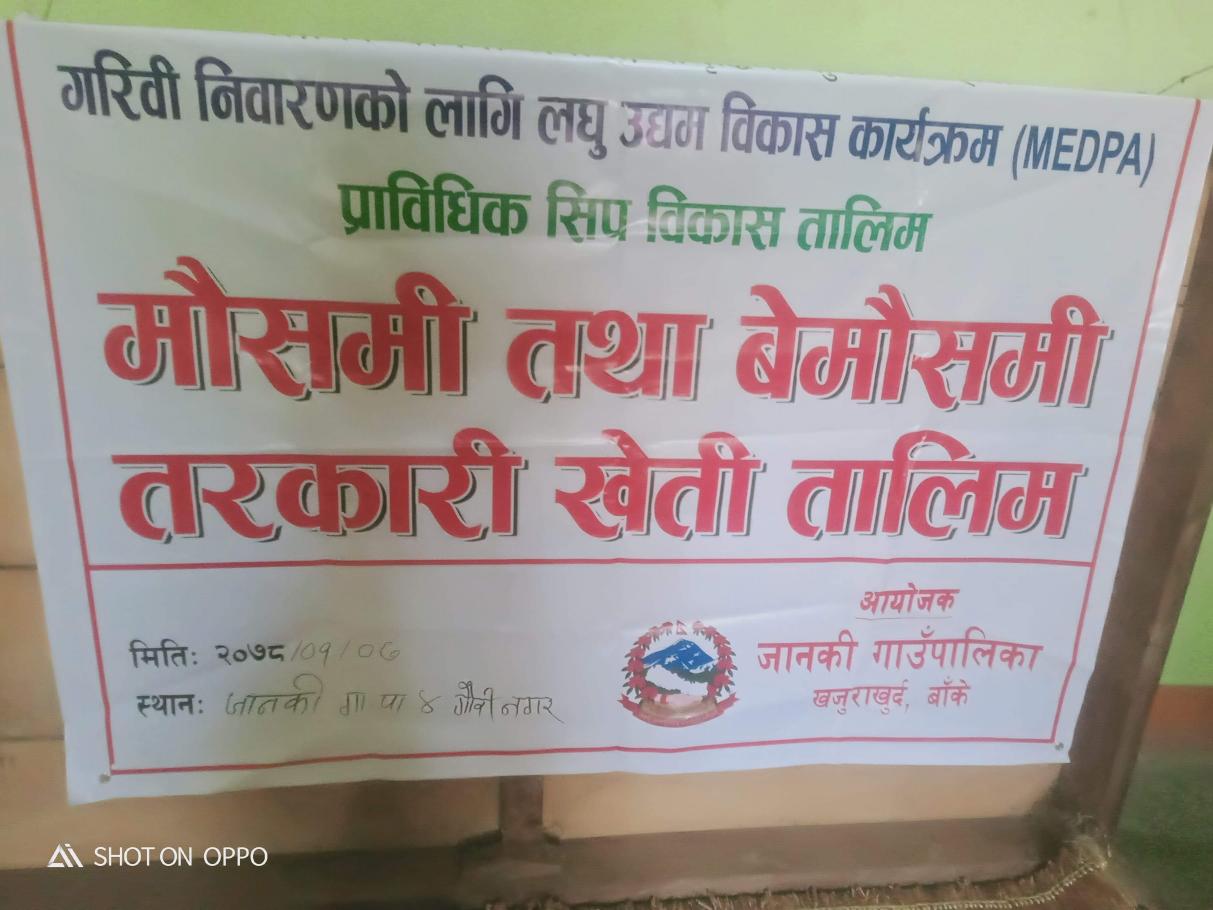 गरिवी निवारणको लागि लघु उद्यम विकास कार्यक्रम (MEDPA)
प्राविधिक सिप विकास तालिम
मौसमी तथा बेमौसमी
तरकारी खेती तालिम
मितिः २०७८/09/06
स्थानः जानकी गा पा ४ गौरी नगर
आयोजक
जानकी गाउँपालिका
खजुराखुर्द, बाँके
SHOT ON OPPO